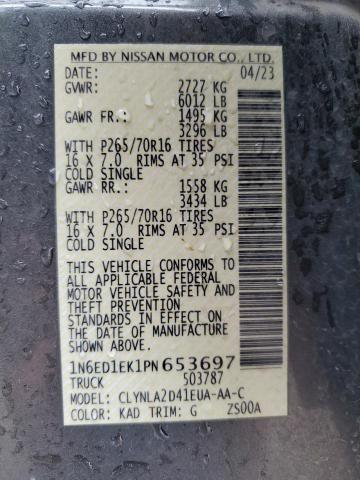 MFD BY NISSAN MOTOR CO., LTD.
DATE: 04/23
GVWR: 2727 KG
6012 LB
GAWR FR.: 1495 KG
3296 LB
WITH P265/70R16 TIRES
16 X 7.0 RIMS AT 35 PSI
COLD SINGLE
GAWR RR.: 1558 KG
3434 LB
WITH P265/70R16 TIRES
16 X 7.0 RIMS AT 35 PSI
COLD SINGLE
THIS VEHICLE CONFORMS TO
ALL APPLICABLE FEDERAL
MOTOR VEHICLE SAFETY AND
THEFT PREVENTION
STANDARDS IN EFFECT ON
THE DATE OF MANUFACTURE
SHOWN ABOVE.
1N6ED1EK1PN653697
TRUCK 503787
MODEL: CLYNLA2D41EUA-AA-C
COLOR: KAD TRIM: G ZS00A